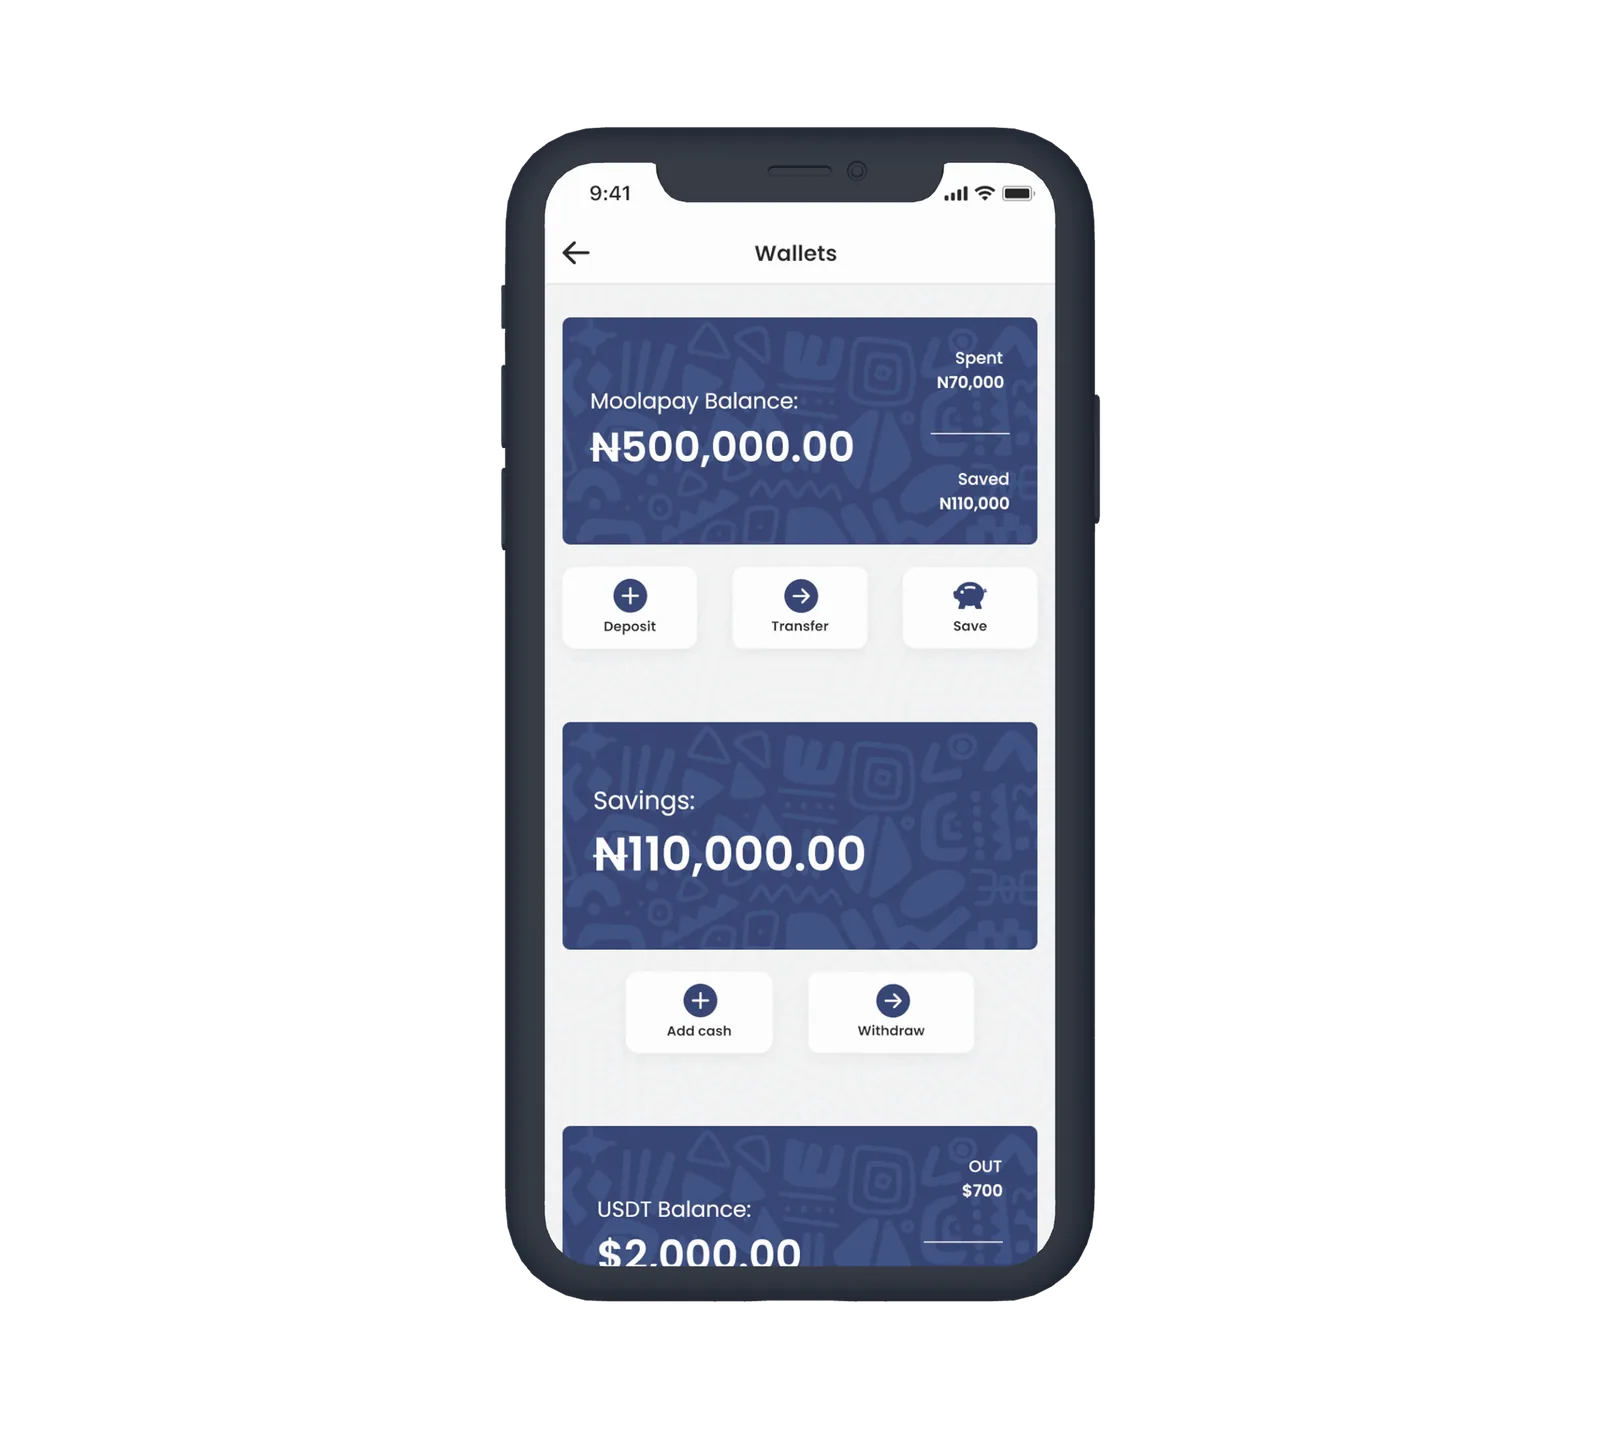 9:41
Wallets
Moolapay Balance:
₦500,000.00
Spent
N70,000
Saved
N110,000
Deposit
Transfer
Save
Savings:
₦110,000.00
Add cash
Withdraw
USDT Balance:
$2,000.00
OUT
$700